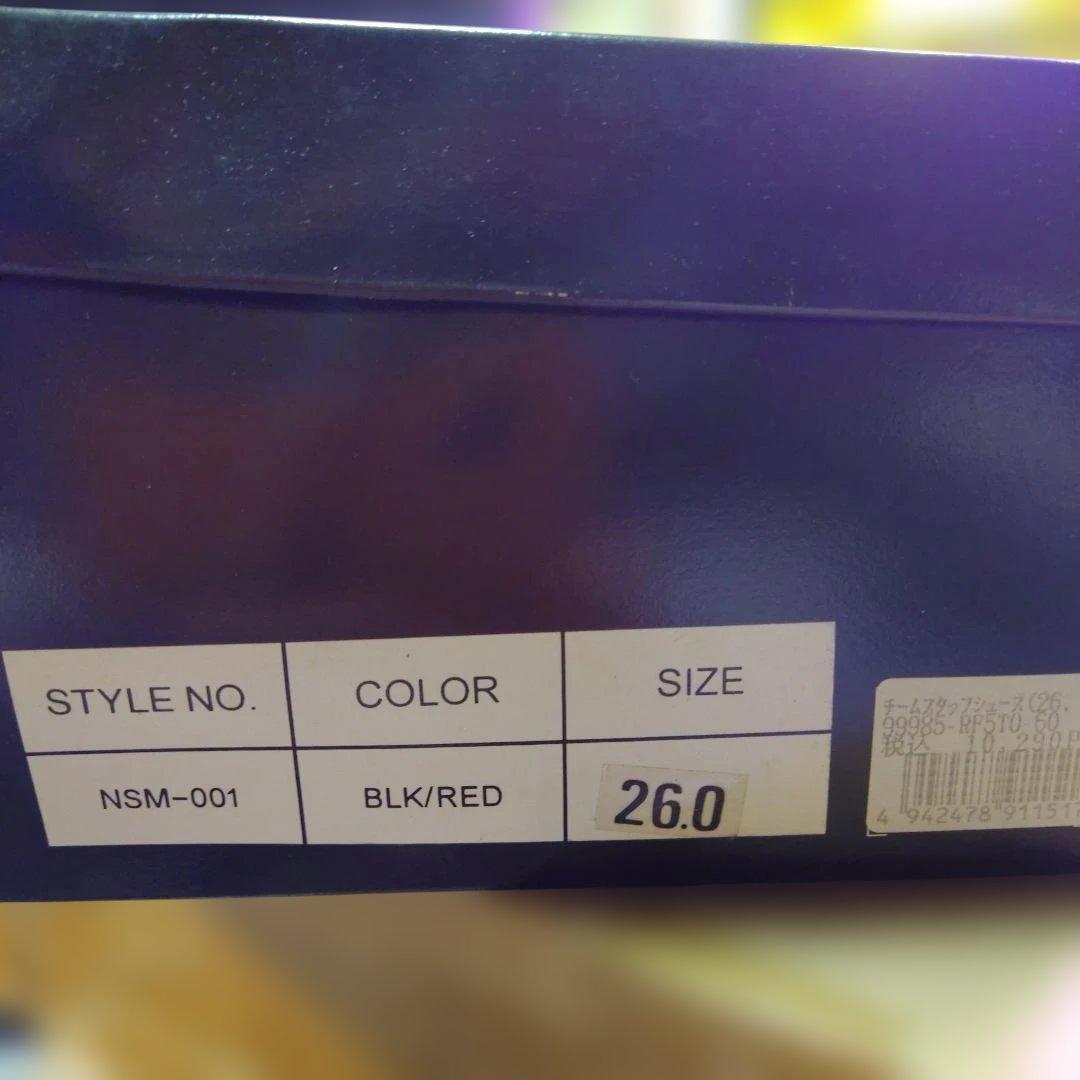 STYLE NO. COLOR SIZE
NSM-001 BLK/RED 26.0
チームスタッフシューズ(26.
99985-RF5TO-60
税込 10,290円
4 942478 91151